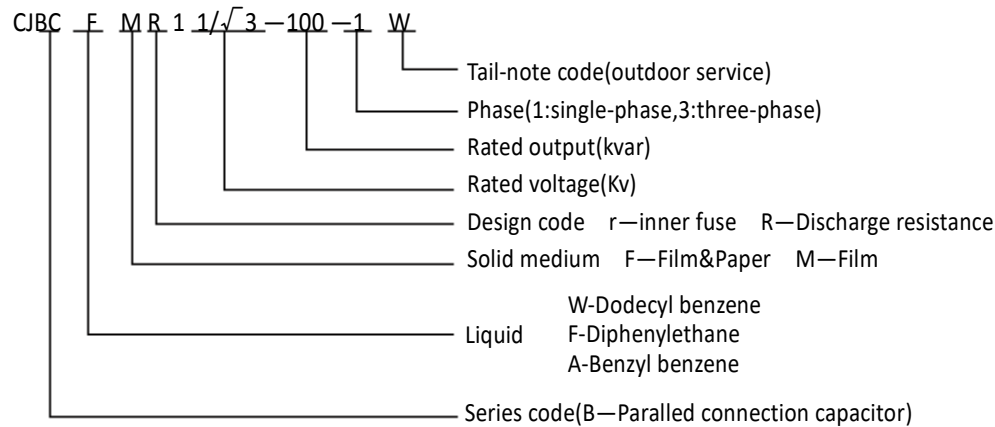 CJBC F M R 1 1/√3 —100 —1 W
Tail-note code(outdoor service)
Phase(1:single-phase,3:three-phase)
Rated output(kvar)
Rated voltage(Kv)
Design code r—inner fuse R—Discharge resistance
Solid medium F—Film&Paper M—Film
W-Dodecyl benzene
Liquid F-Diphenylethane
A-Benzyl benzene
Series code(B—Paralled connection capacitor)